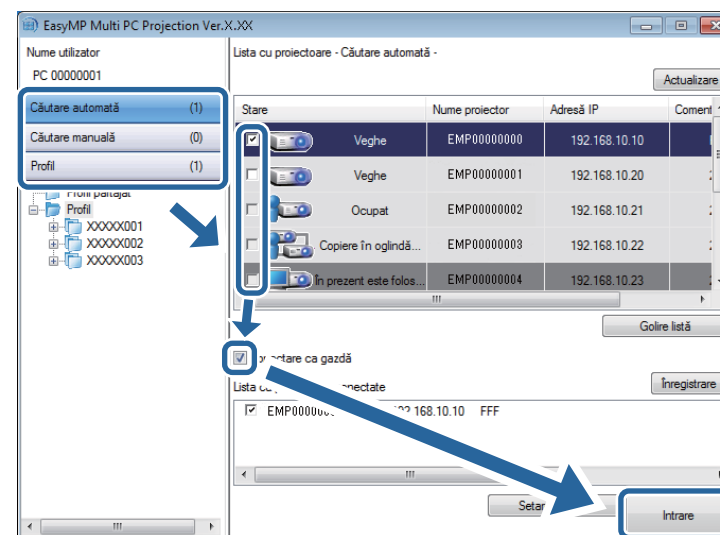 EasyMP Multi PC Projection Ver.X.XX
Nume utilizator
PC 00000001
Căutare automată (1)
Căutare manuală (0)
Profil (1)
Profil partajat
Profil
XXXXX001
XXXXX002
XXXXX003
Lista cu proiectoare - Căutare automată -
Actualizare
Stare Nume proiector Adresă IP Coment
Veghe EMP00000000 192.168.10.10
Veghe EMP00000001 192.168.10.20
Ocupat EMP00000002 192.168.10.21
Copiere în oglindă... EMP00000003 192.168.10.22
În prezent este folos... EMP00000004 192.168.10.23
Golire listă
ca gazdă
Lista
Înregistrare
168.10.10 FFF
Intrare